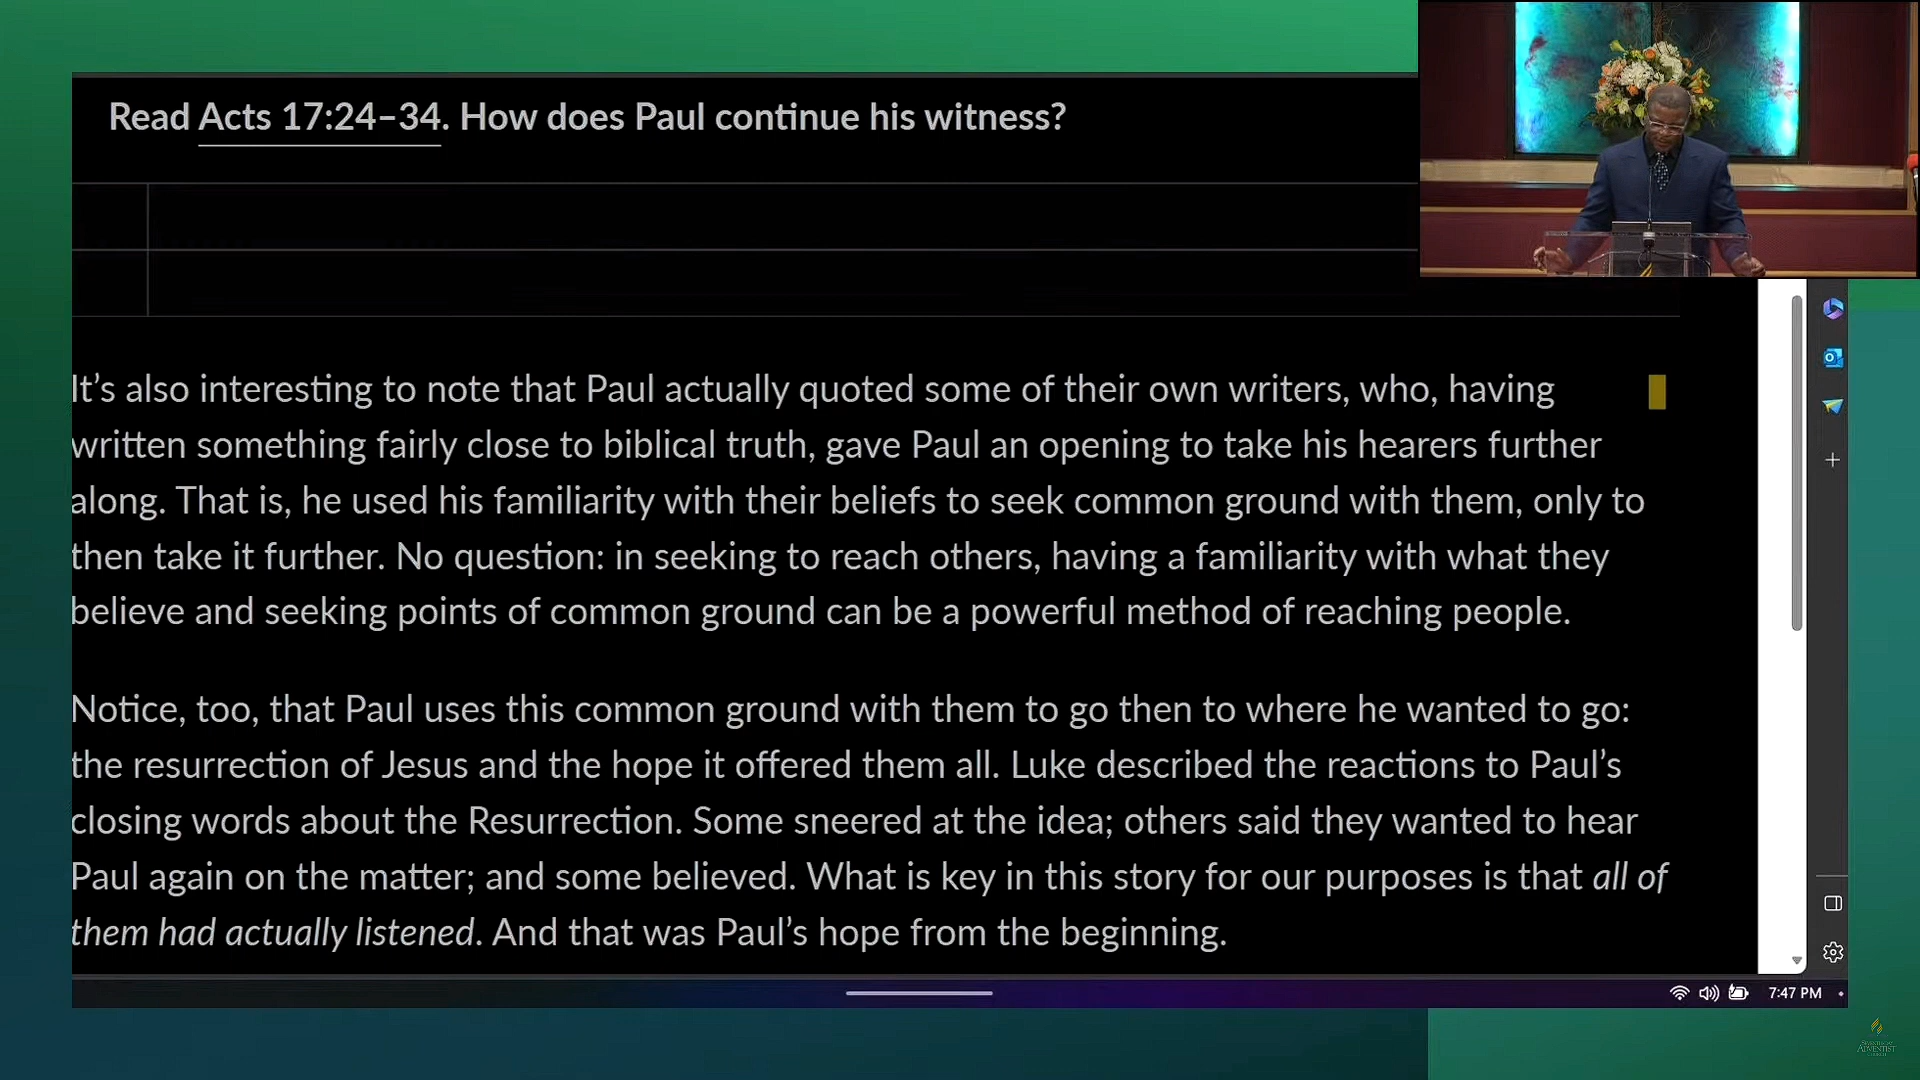 Read Acts 17:24–34. How does Paul continue his witness?
It’s also interesting to note that Paul actually quoted some of their own writers, who, having
written something fairly close to biblical truth, gave Paul an opening to take his hearers further
along. That is, he used his familiarity with their beliefs to seek common ground with them, only to
then take it further. No question: in seeking to reach others, having a familiarity with what they
believe and seeking points of common ground can be a powerful method of reaching people.
Notice, too, that Paul uses this common ground with them to go then to where he wanted to go:
the resurrection of Jesus and the hope it offered them all. Luke described the reactions to Paul’s
closing words about the Resurrection. Some sneered at the idea; others said they wanted to hear
Paul again on the matter; and some believed. What is key in this story for our purposes is that all of
them had actually listened. And that was Paul’s hope from the beginning.
7:47 PM
SEVENTH-DAY
ADVENTIST
CHURCH